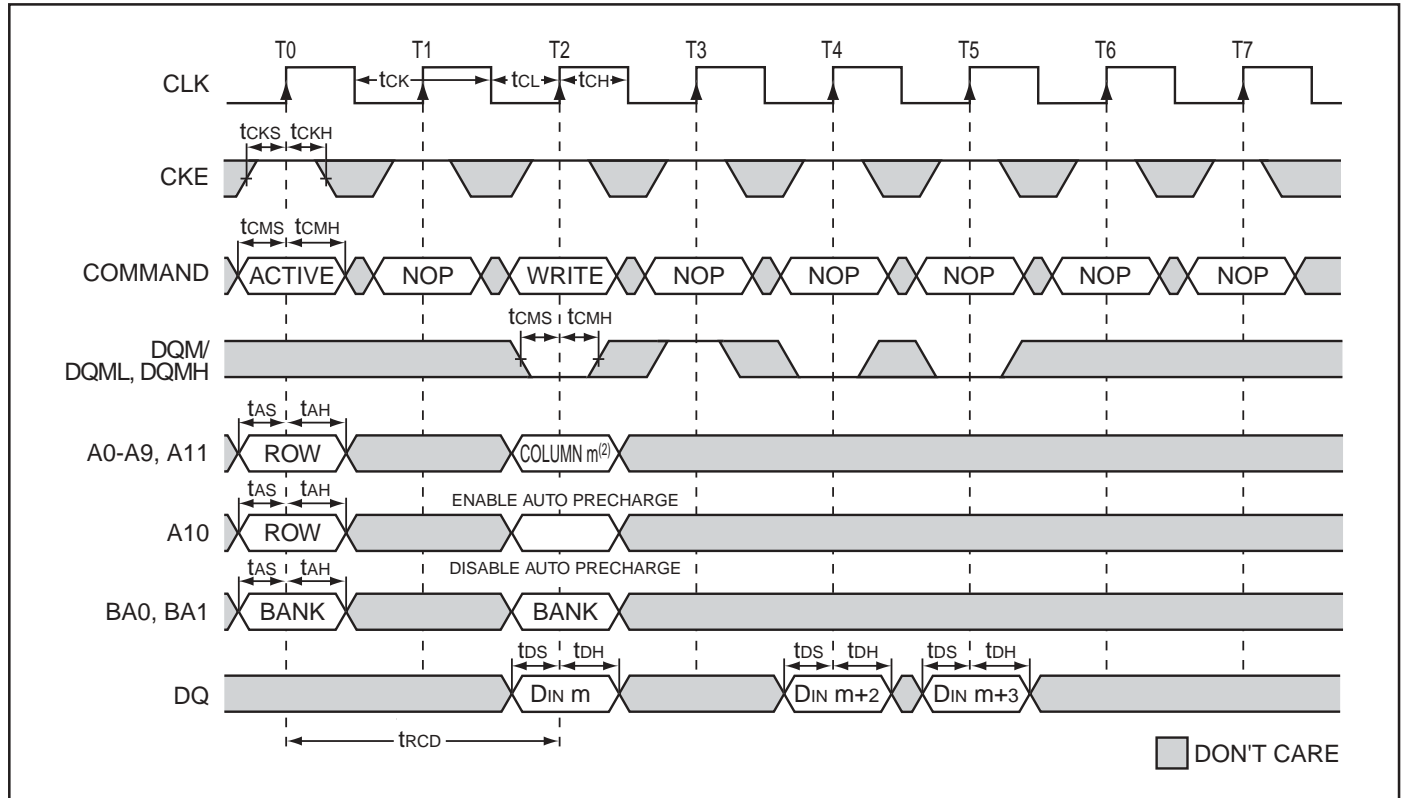 T0 T1 T2 T3 T4 T5 T6 T7
CLK tCK tCL tCH
tCKS tCKH
CKE
tCMS tCMH
COMMAND ACTIVE NOP WRITE NOP NOP NOP NOP NOP
tCMS tCMH
DQM/
DQML, DQMH
tAS tAH
A0-A9, A11 ROW COLUMN m(2)
tAS tAH ENABLE AUTO PRECHARGE
A10 ROW
tAS tAH DISABLE AUTO PRECHARGE
BA0, BA1 BANK BANK
tDS tDH tDS tDH tDS tDH
DQ DIN m DIN m+2 DIN m+3
tRCD
DON'T CARE